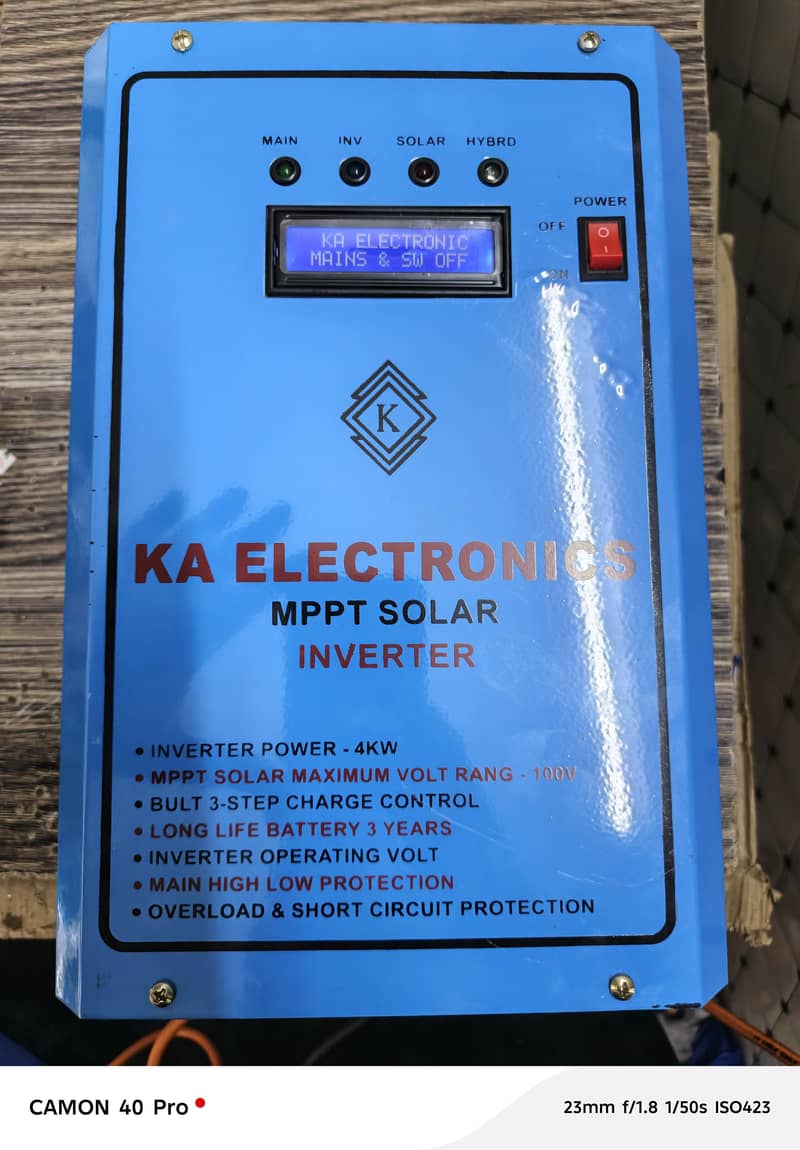 MAIN INV SOLAR HYBRD
POWER
OFF
KA ELECTRONIC
MAINS & SW OFF
ON
K
KA ELECTRONICS
MPPT SOLAR
INVERTER
• INVERTER POWER - 4KW
• MPPT SOLAR MAXIMUM VOLT RANG - 100V
• BULT 3-STEP CHARGE CONTROL
• LONG LIFE BATTERY 3 YEARS
• INVERTER OPERATING VOLT
• MAIN HIGH LOW PROTECTION
• OVERLOAD & SHORT CIRCUIT PROTECTION
CAMON 40 Pro
23mm f/1.8 1/50s ISO423